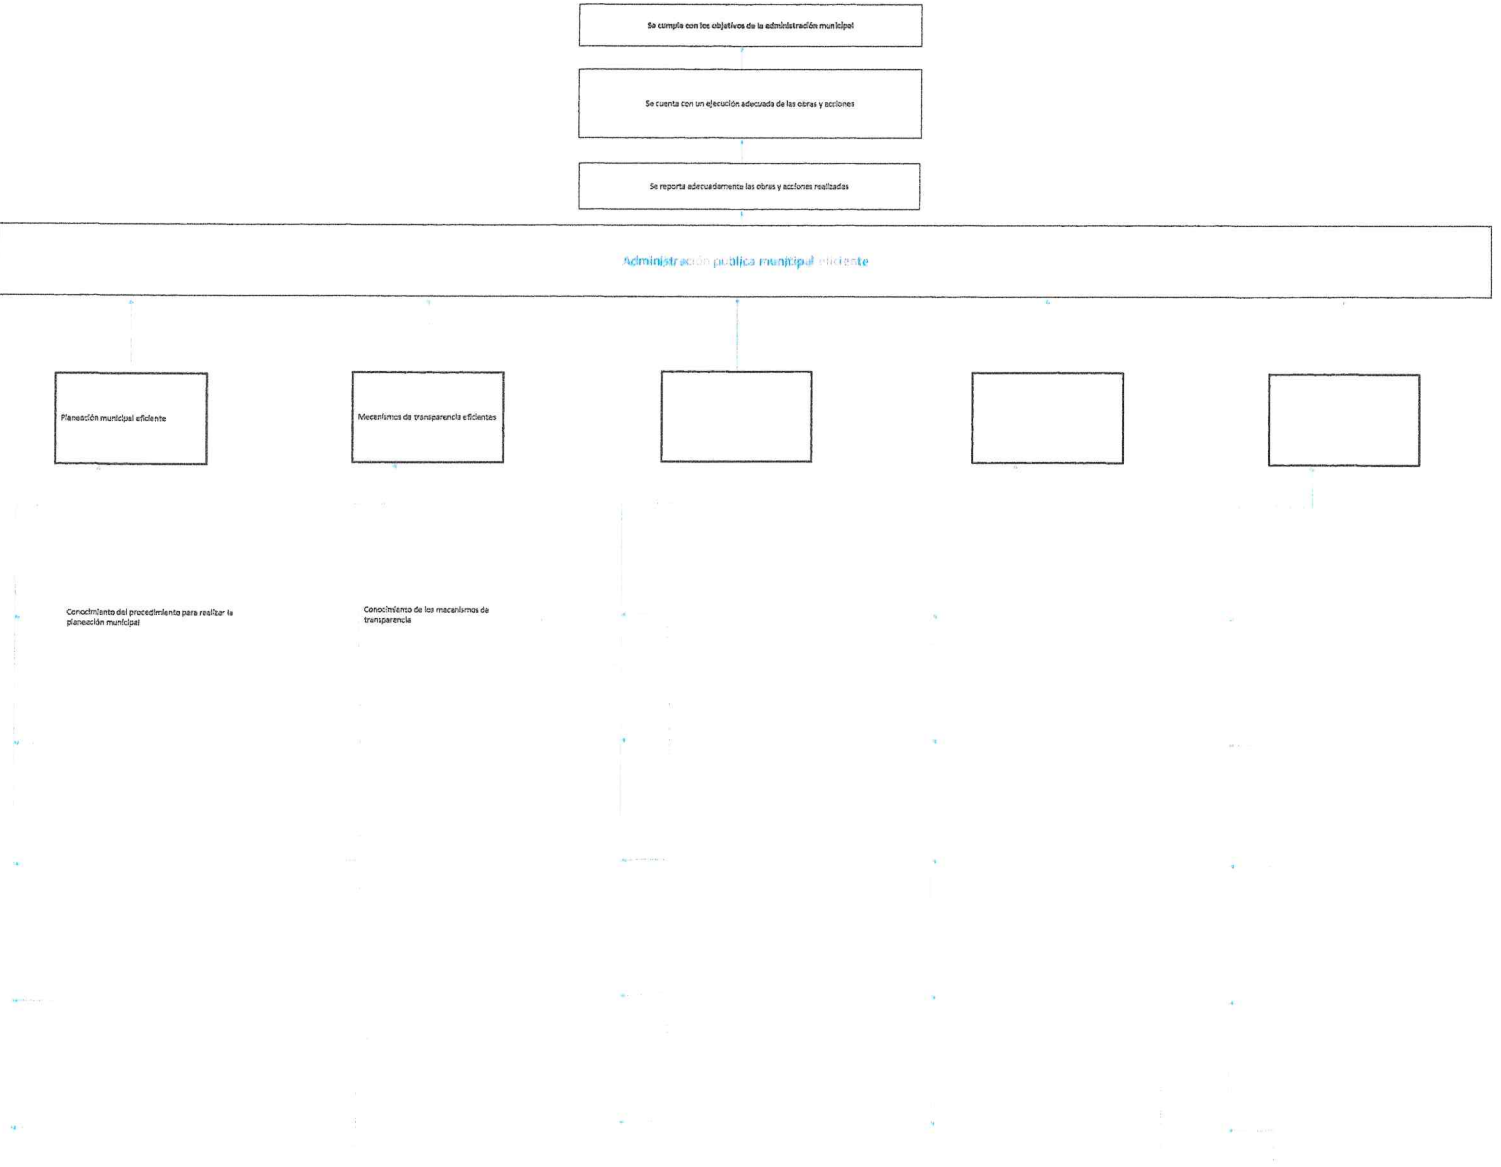 Se cumple con los objetivos de la administración municipal
Se cuenta con un ejecución adecuada de las obras y acciones
Se reporta adecuadamente las obras y acciones realizadas
Administración publica municipal eficiente
Planeación municipal eficiente
Mecanismos de transparencia eficientes
Conocimiento del procedimiento para realizar la
planeación municipal
Conocimiento de los mecanismos de
transparencia